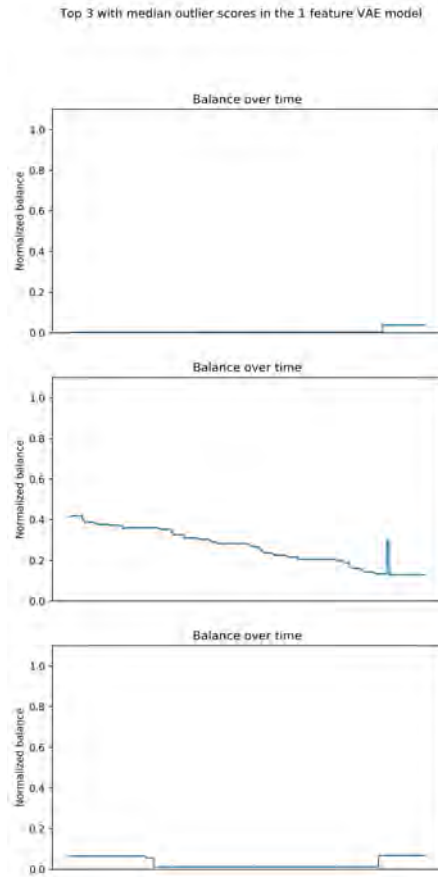 Top 3 with median outlier scores in the 1 feature VAE model
Balance over time
1.0
0.8
0.6
0.4
0.2
0.0
Normalized balance
Balance over time
1.0
0.8
0.6
0.4
0.2
0.0
Normalized balance
Balance over time
1.0
0.8
0.6
0.4
0.2
0.0
Normalized balance